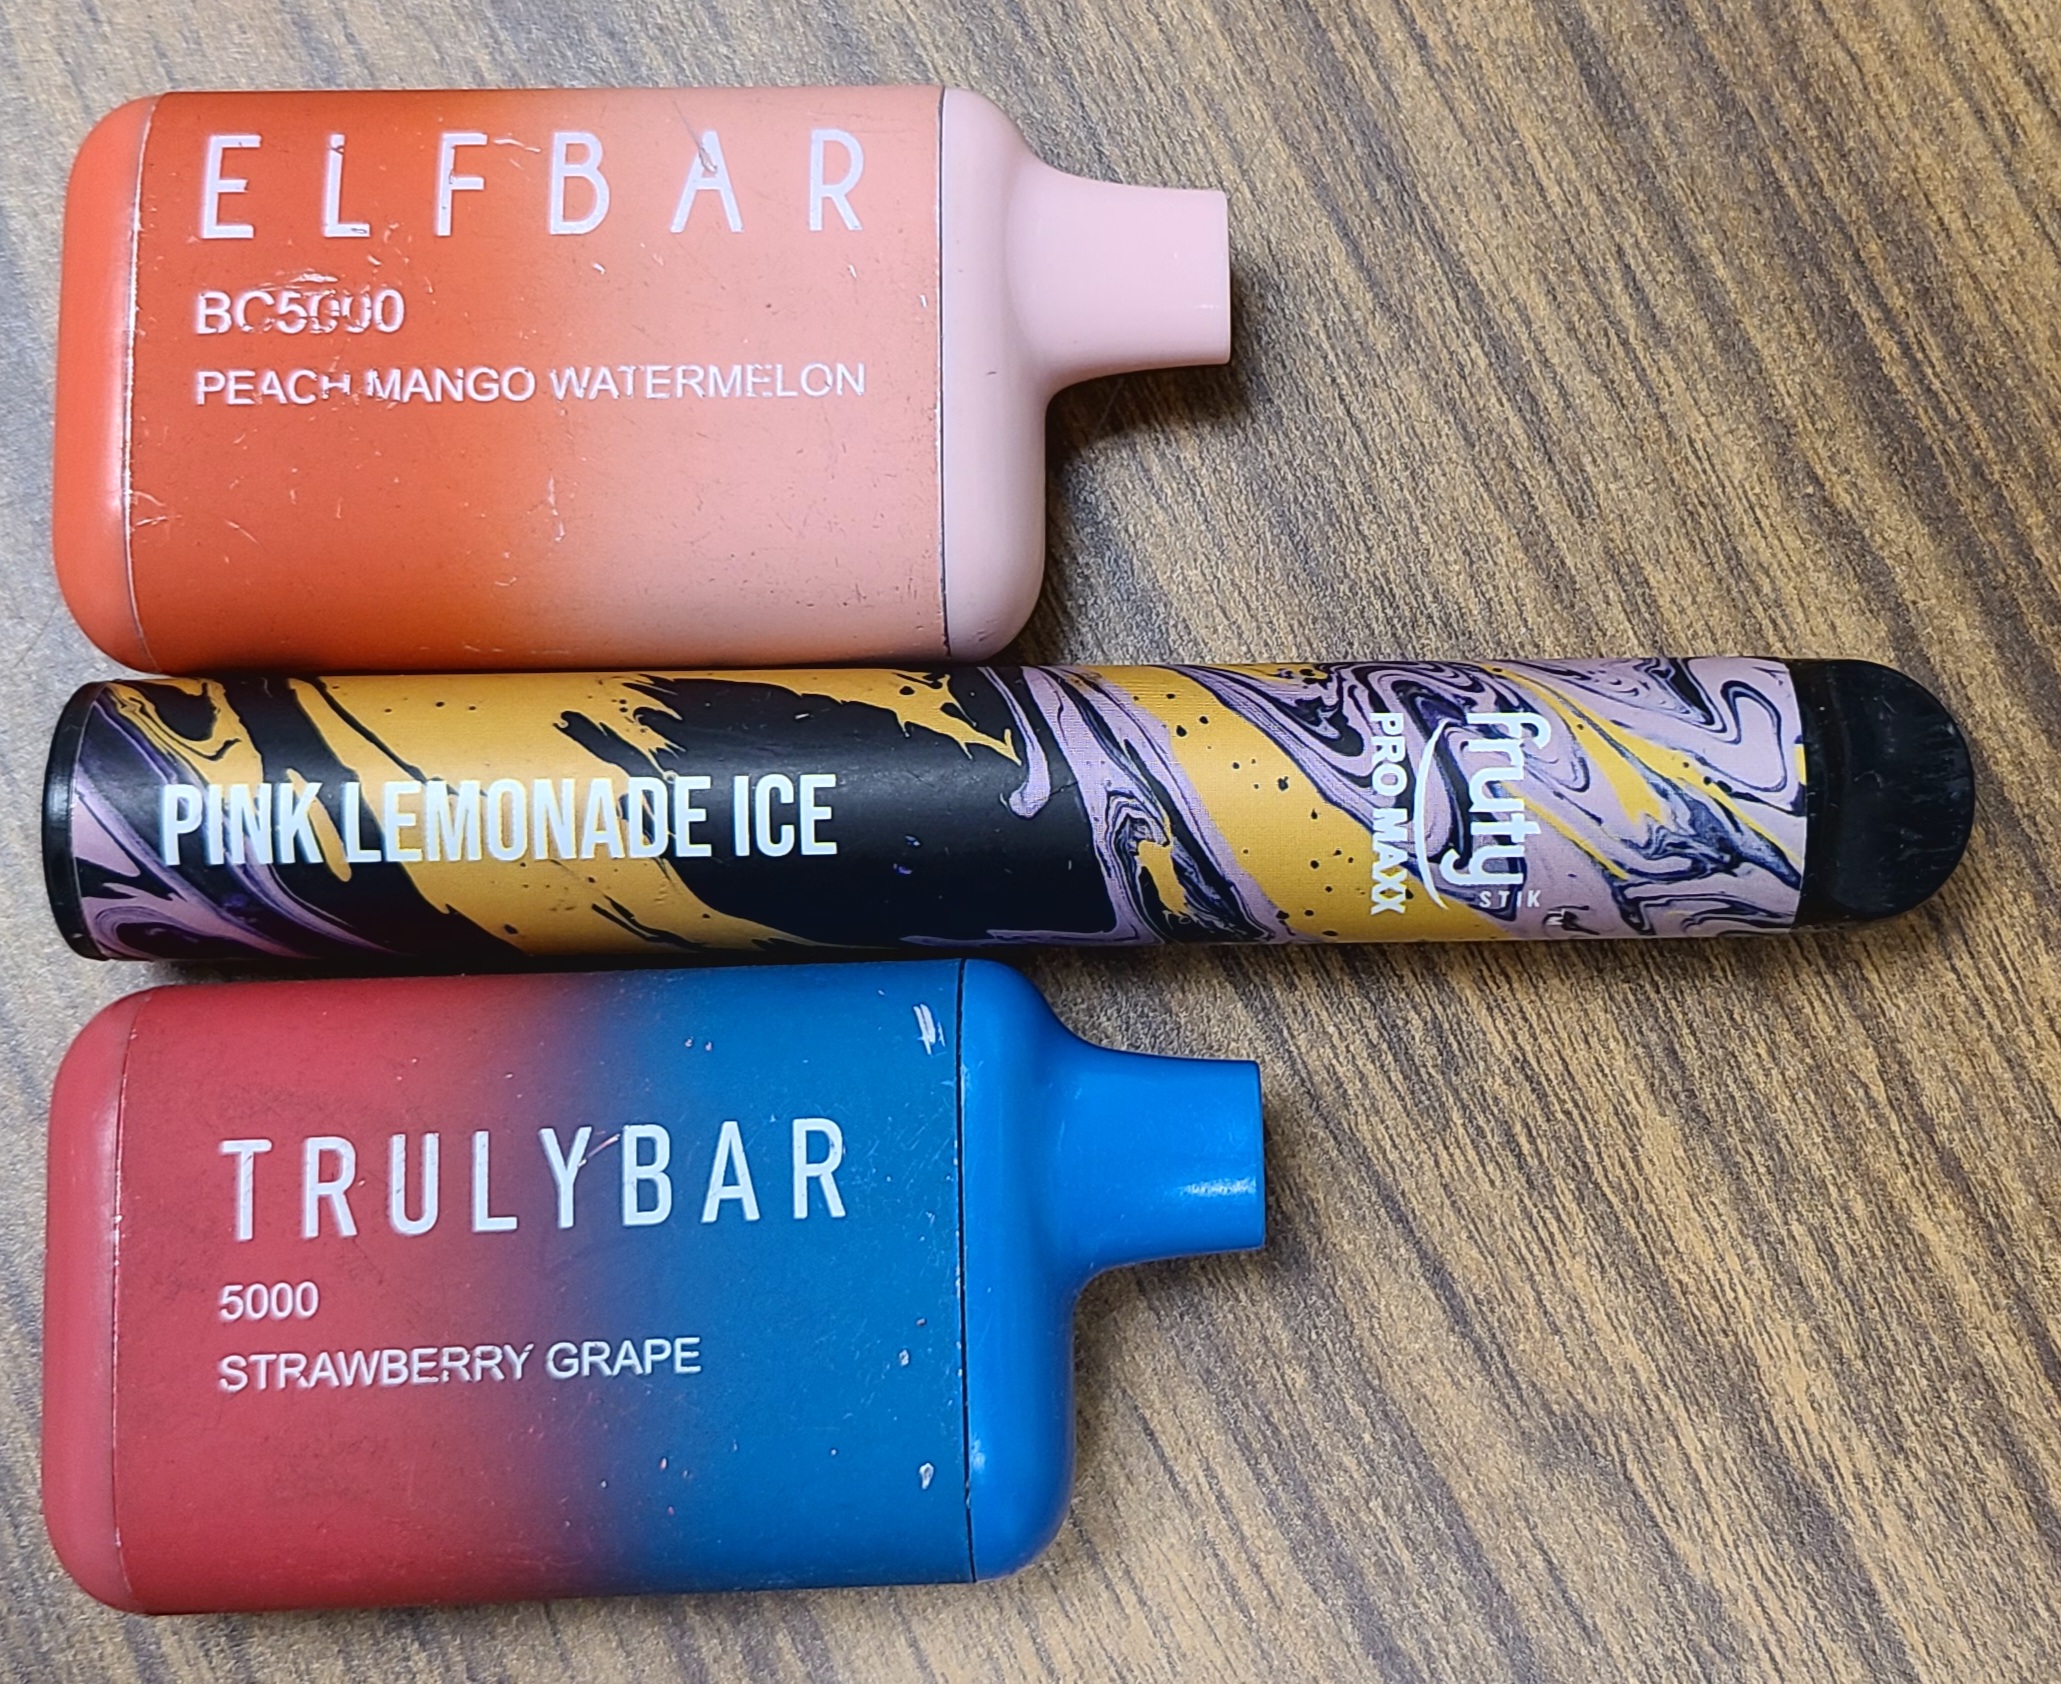 ELFBAR
BC5000
PEACH MANGO WATERMELON
PINK LEMONADE ICE
fruty
STIK
PRO MAXX
TRULYBAR
5000
STRAWBERRY GRAPE